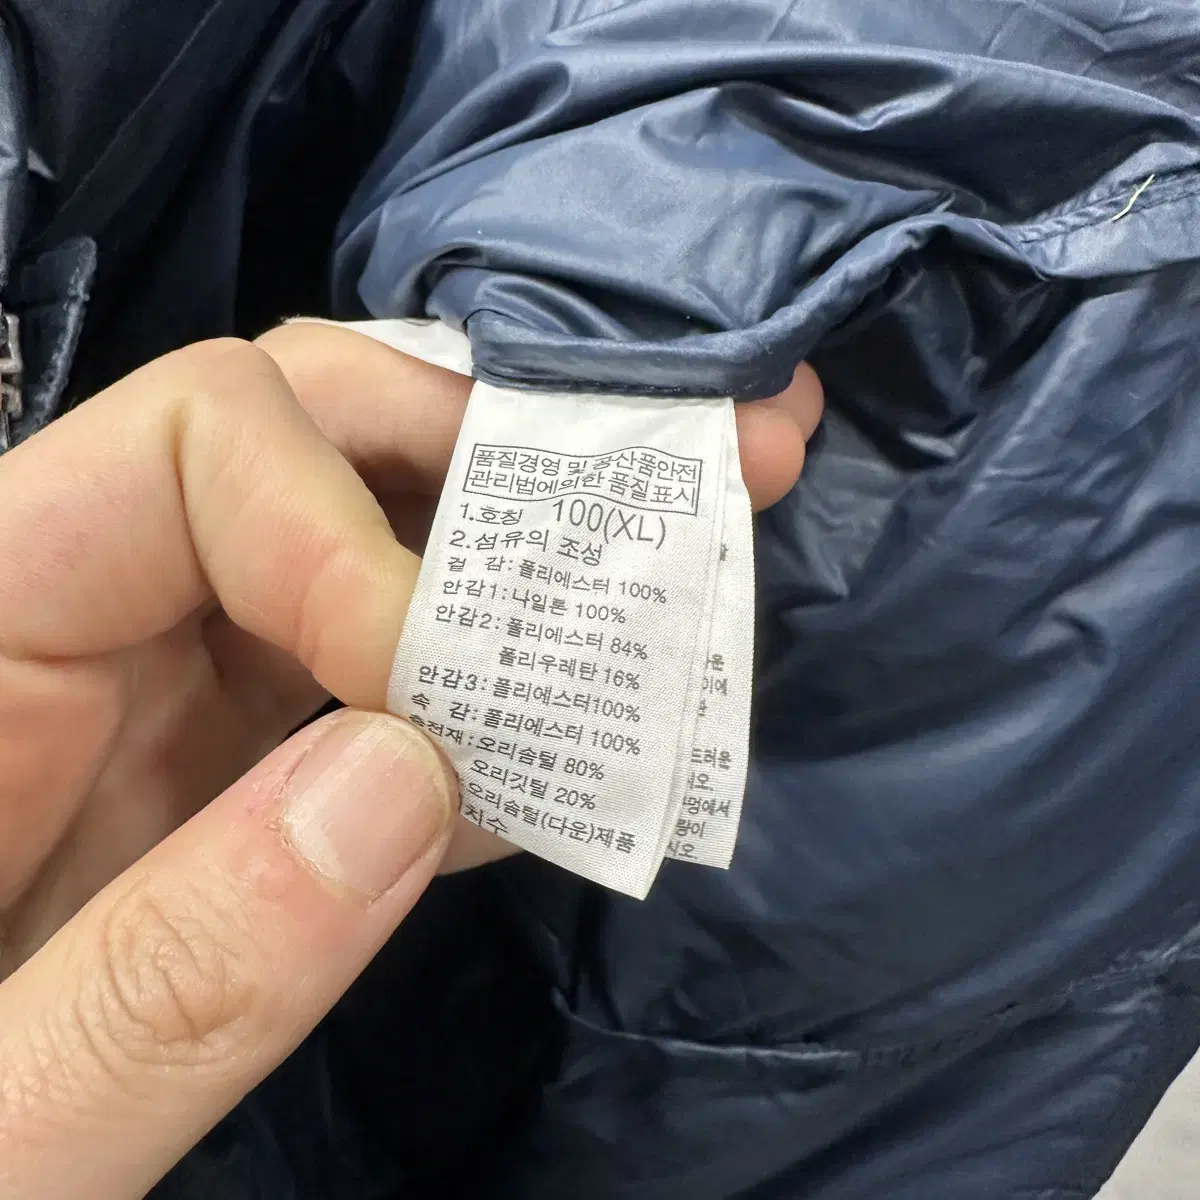 품질경영 및 공산품안전
관리법에의한 품질표시
1.호칭 100(XL)
2.섬유의 조성
겉 감:폴리에스터 100%
안감1:나일론 100%
안감2:폴리에스터 84%
폴리우레탄 16%
안감3:폴리에스터100%
속 감:폴리에스터 100%
충전재:오리솜털 80%
오리깃털 20%
오리솜털(다운)제품
치수